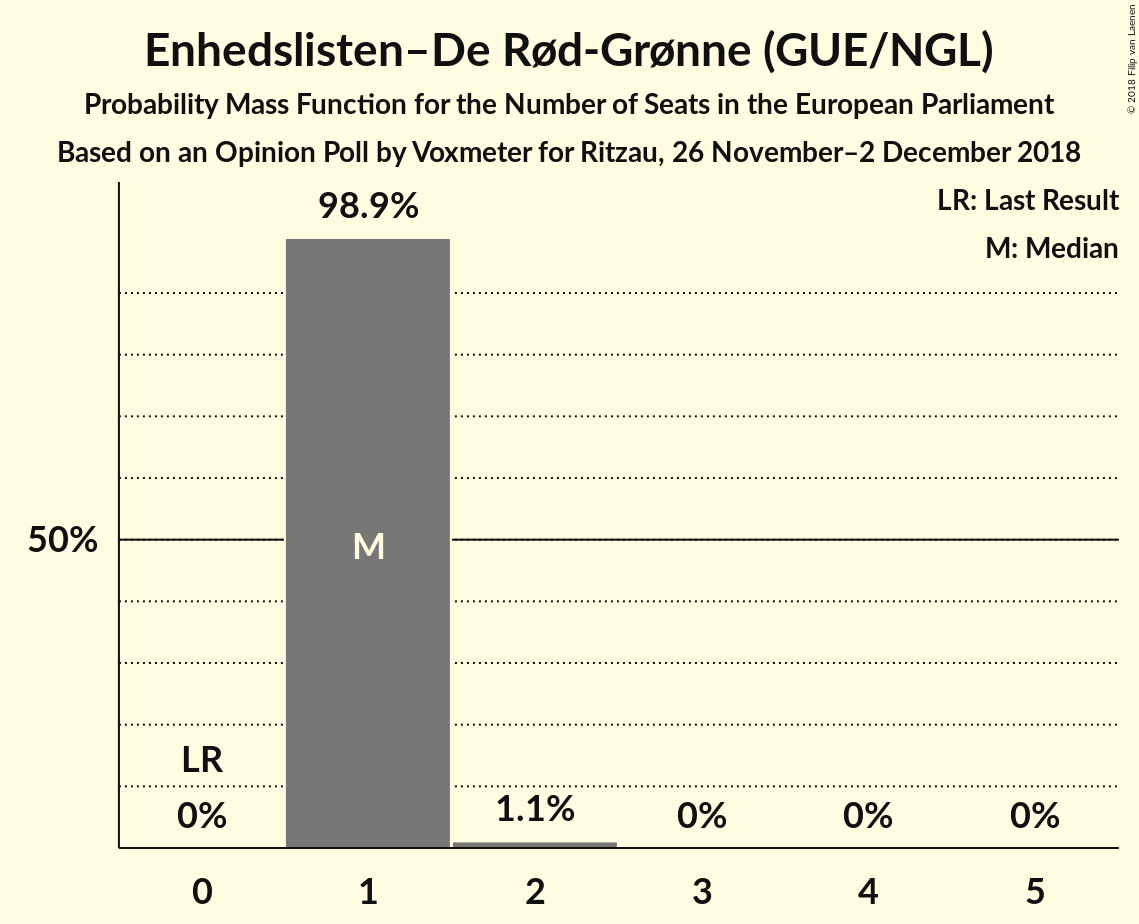 Enhedslisten–De Rød-Grønne (GUE/NGL)
Probability Mass Function for the Number of Seats in the European Parliament
Based on an Opinion Poll by Voxmeter for Ritzau, 26 November–2 December 2018
© 2018 Filip van Laenen
LR: Last Result
M: Median
98.9%
50%
M
LR
0%
1.1%
0%
0%
0%
0 1 2 3 4 5